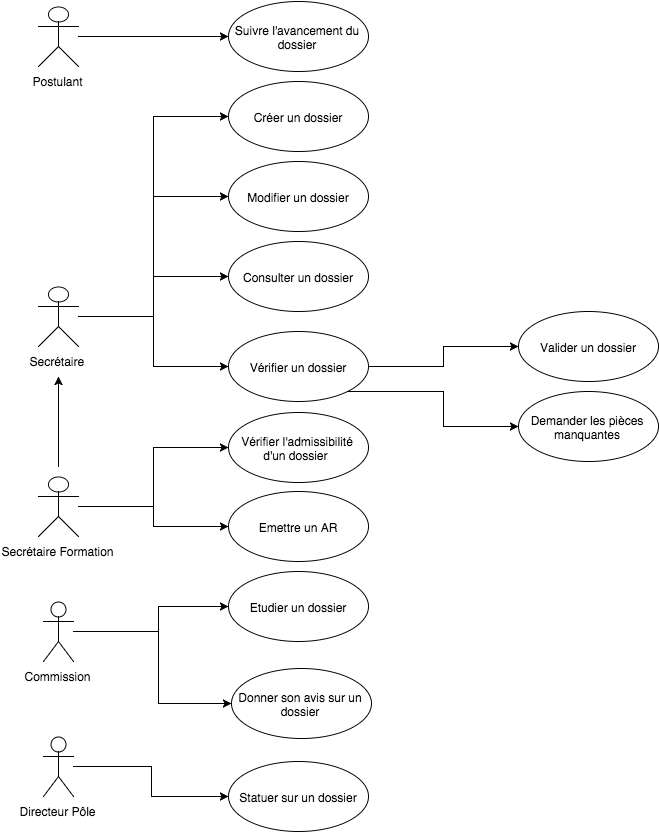 Suivre l'avancement du
dossier
Postulant
Créer un dossier
Modifier un dossier
Consulter un dossier
Secrétaire
Vérifier un dossier
Valider un dossier
Demander les pièces
manquantes
Vérifier l'admissibilité
d'un dossier
Secrétaire Formation
Emettre un AR
Etudier un dossier
Commission
Donner son avis sur un
dossier
Directeur Pôle
Statuer sur un dossier